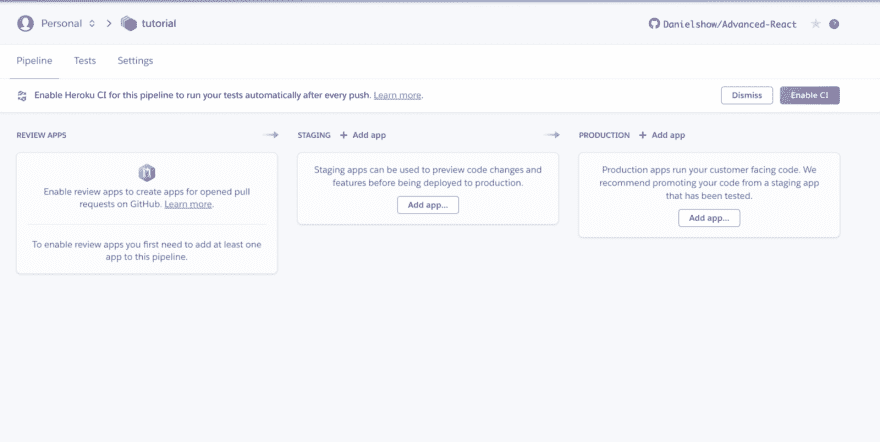 Personal > tutorial Danielshow/Advanced-React
Pipeline Tests Settings
Enable Heroku CI for this pipeline to run your tests automatically after every push. Learn more. Dismiss Enable CI
REVIEW APPS STAGING + Add app PRODUCTION + Add app
Enable review apps to create apps for opened pull
requests on GitHub. Learn more.
To enable review apps you first need to add at least one
app to this pipeline.
Staging apps can be used to preview code changes and
features before being deployed to production.
Add app...
Production apps run your customer facing code. We
recommend promoting your code from a staging app
that has been tested.
Add app...